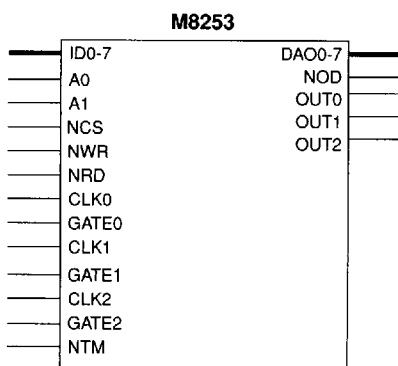 M8253
ID0-7
A0
A1
NCS
NWR
NRD
CLK0
GATE0
CLK1
GATE1
CLK2
GATE2
NTM
DAO0-7
NOD
OUT0
OUT1
OUT2